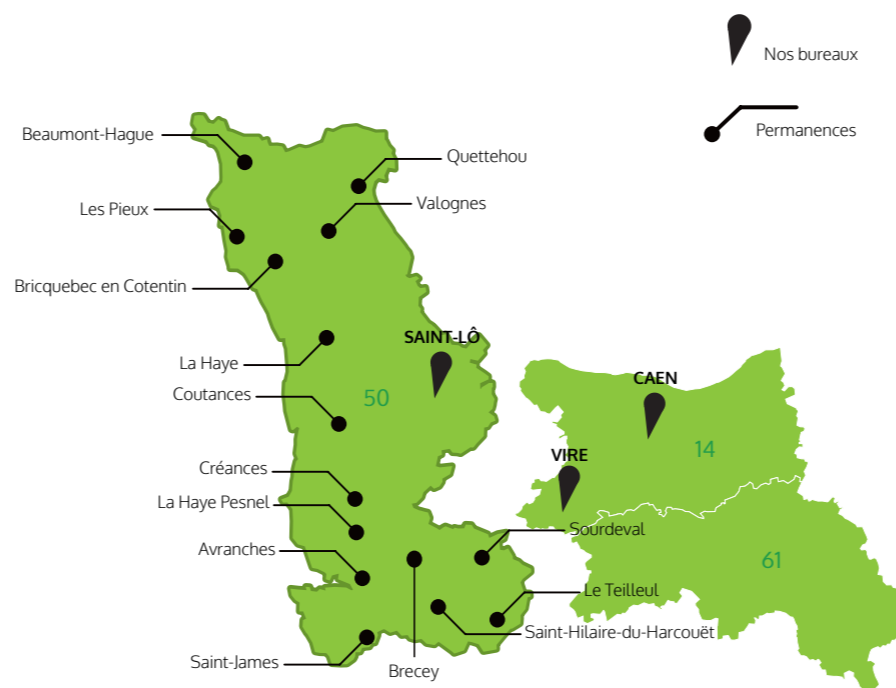 Nos bureaux
Permanences
Beaumont-Hague
Quettehou
Les Pieux
Valognes
Bricquebec en Cotentin
SAINT-LÔ
La Haye
CAEN
Coutances
50
14
VIRE
Créances
La Haye Pesnel
Sourdeval
Avranches
61
Le Teilleul
Saint-Hilaire-du-Harcouët
Saint-James
Brecey